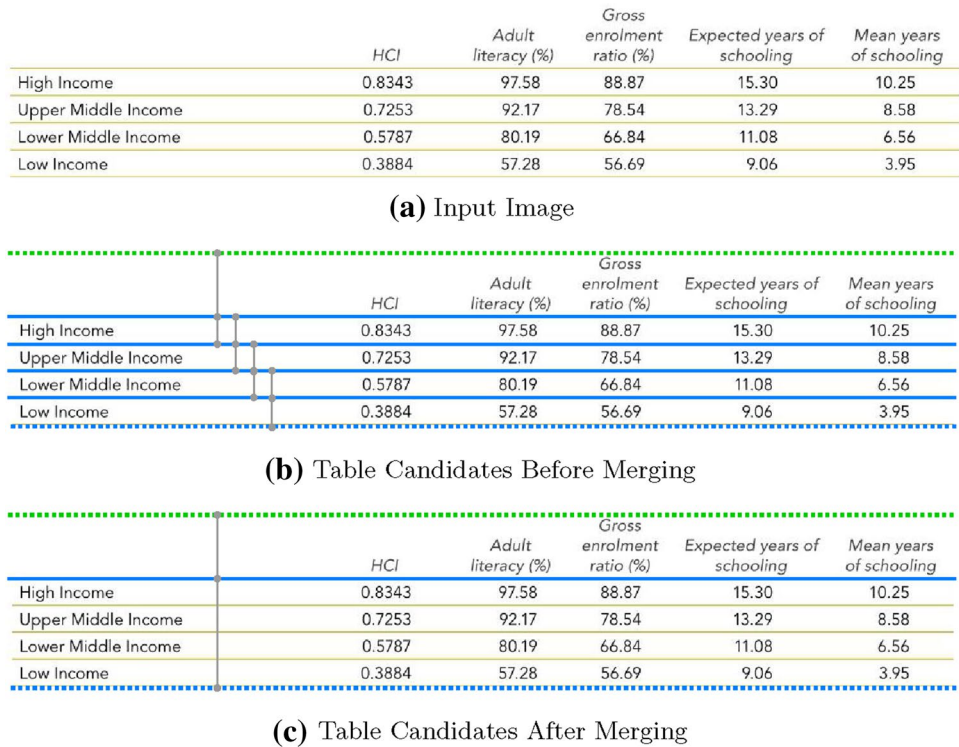 Gross
Adult enrolment Expected years of Mean years
HCI literacy (%) ratio (%) schooling of schooling
High Income 0.8343 97.58 88.87 15.30 10.25
Upper Middle Income 0.7253 92.17 78.54 13.29 8.58
Lower Middle Income 0.5787 80.19 66.84 11.08 6.56
Low Income 0.3884 57.28 56.69 9.06 3.95
(a) Input Image
Gross
Adult enrolment Expected years of Mean years
HCI literacy (%) ratio (%) schooling of schooling
High Income 0.8343 97.58 88.87 15.30 10.25
Upper Middle Income 0.7253 92.17 78.54 13.29 8.58
Lower Middle Income 0.5787 80.19 66.84 11.08 6.56
Low Income 0.3884 57.28 56.69 9.06 3.95
(b) Table Candidates Before Merging
Gross
Adult enrolment Expected years of Mean years
HCI literacy (%) ratio (%) schooling of schooling
High Income 0.8343 97.58 88.87 15.30 10.25
Upper Middle Income 0.7253 92.17 78.54 13.29 8.58
Lower Middle Income 0.5787 80.19 66.84 11.08 6.56
Low Income 0.3884 57.28 56.69 9.06 3.95
(c) Table Candidates After Merging